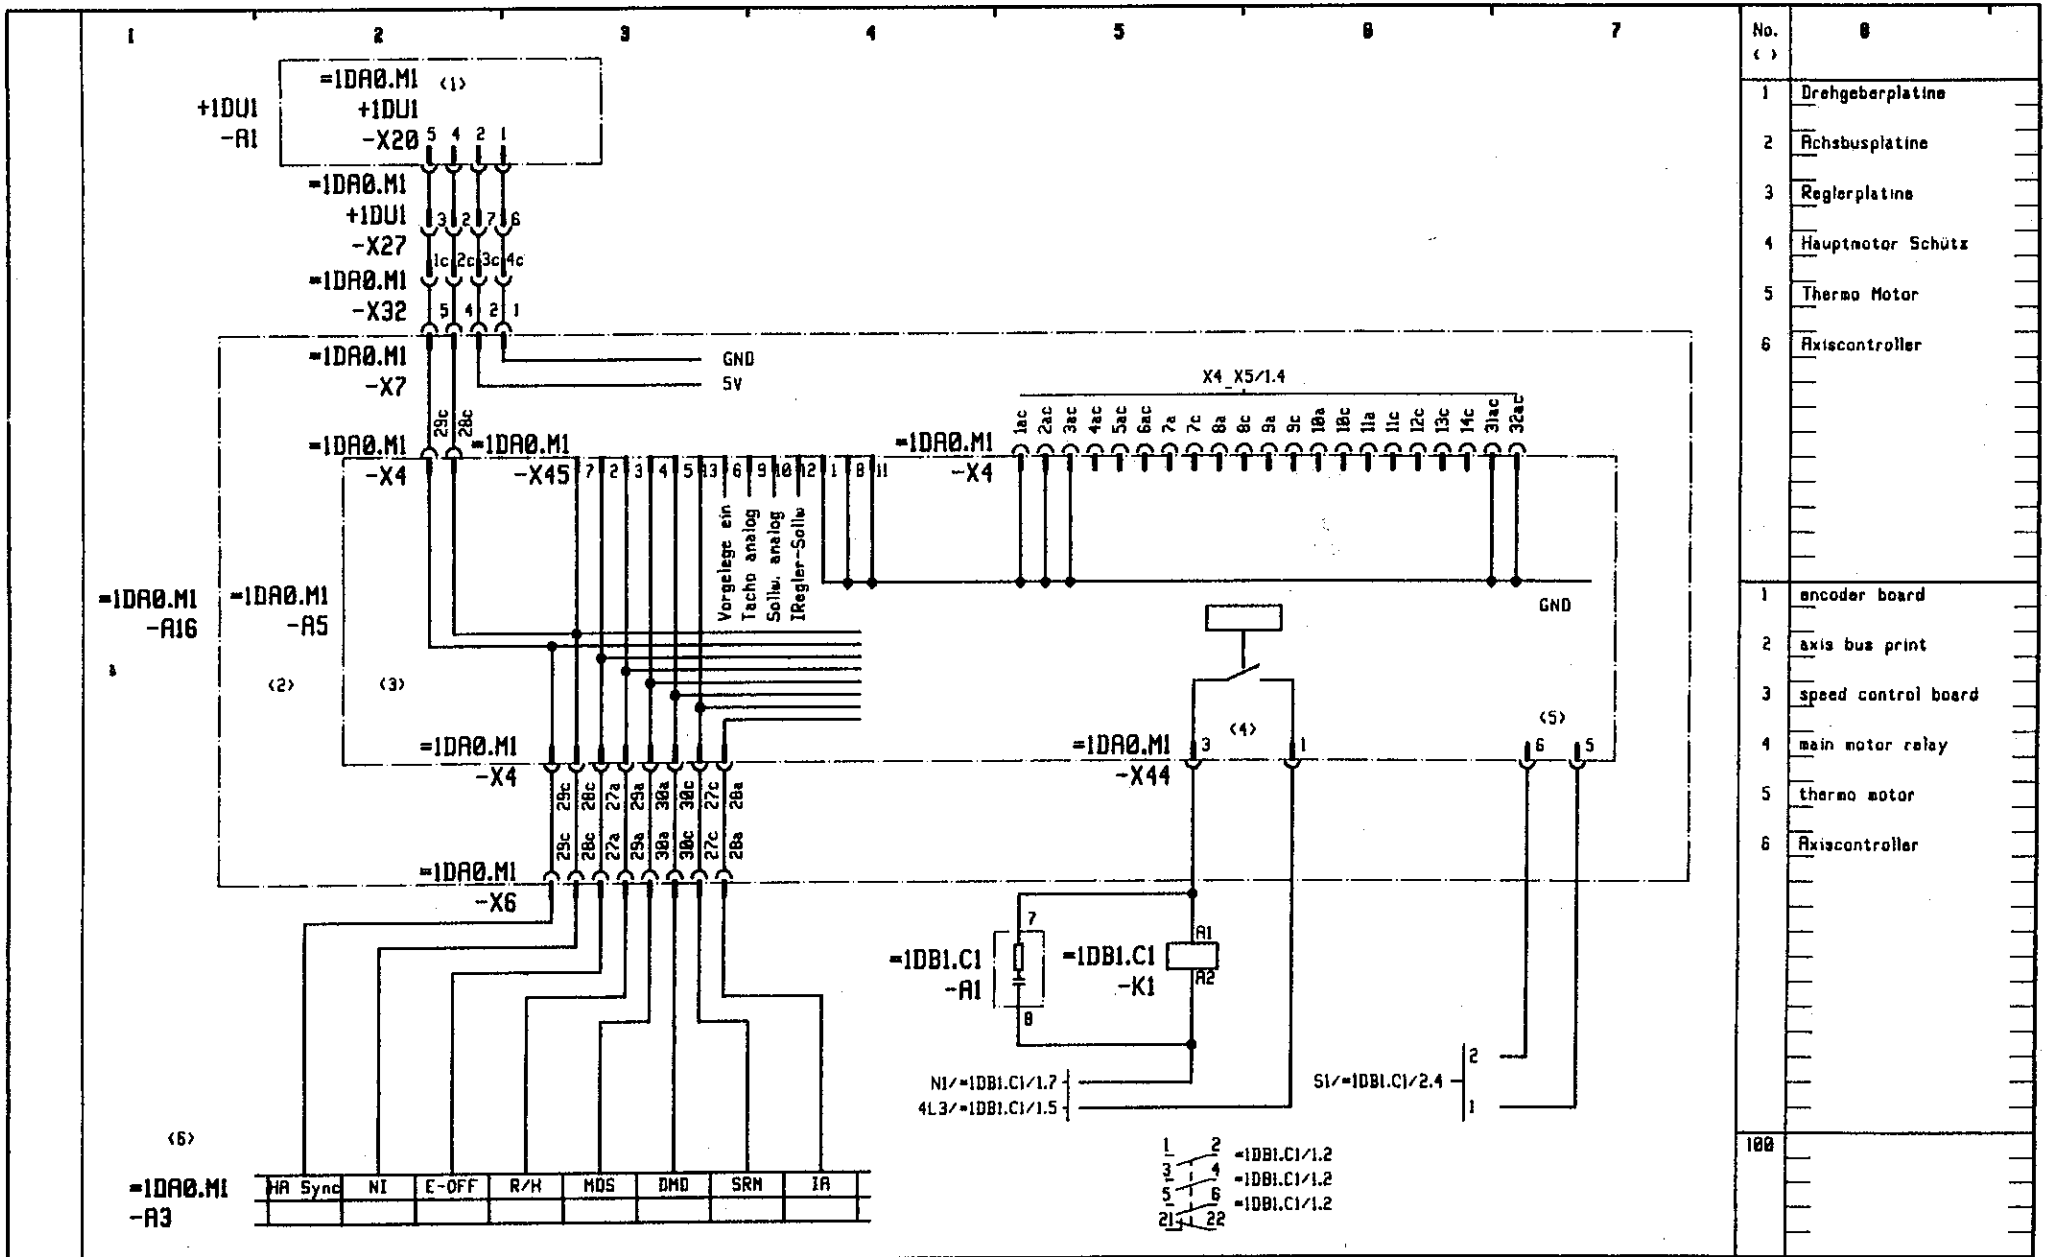 1 2 3 4 5 6 7 No. 8
< >
=1DA0.M1 <1>
+1DU1 +1DU1
-A1 -X20 5 4 2 1
=1DA0.M1
+1DU1 3 2 7 6
-X27
1c 2c 3c 4c
=1DA0.M1
-X32 5 4 2 1
=1DA0.M1 GND
-X7 5V
29c 28c
=1DA0.M1
-X4
=1DA0.M1
-X45 7 2 3 4 5 13 6 9 10 12 1 8 11
Vorgelege ein
Tacho analog
Sollw. analog
IRegler-Sollw
X4_X5/1.4
1ac 2ac 3ac 4ac 5ac 6ac 7a 7c 8a 8c 9a 9c 10a 10c 11a 11c 12c 13c 14c 31ac 32ac
=1DA0.M1
-X4
GND
=1DA0.M1 =1DA0.M1
-A16 -A5
<2> <3>
<4> <5>
=1DA0.M1
-X4
29c 28c 27a 29a 30a 30c 27c 28a
29c 28c 27a 29a 30a 30c 27c 28a
=1DA0.M1
-X6
=1DA0.M1 3 1 6 5
-X44
7
=1DB1.C1
-A1
8
=1DB1.C1 A1
-K1 A2
N1/=1DB1.C1/1.7
4L3/=1DB1.C1/1.5
S1/=1DB1.C1/2.4
2
1
<6>
=1DA0.M1
-A3
HA Sync NI E-OFF R/H MDS DMD SRN IA
1 2 =1DB1.C1/1.2
3 4 =1DB1.C1/1.2
5 6 =1DB1.C1/1.2
21 22
1 Drehgeberplatine
2 Achsbusplatine
3 Reglerplatine
4 Hauptmotor Schütz
5 Thermo Motor
6 Axiscontroller
1 encoder board
2 axis bus print
3 speed control board
4 main motor relay
5 thermo motor
6 Axiscontroller
100